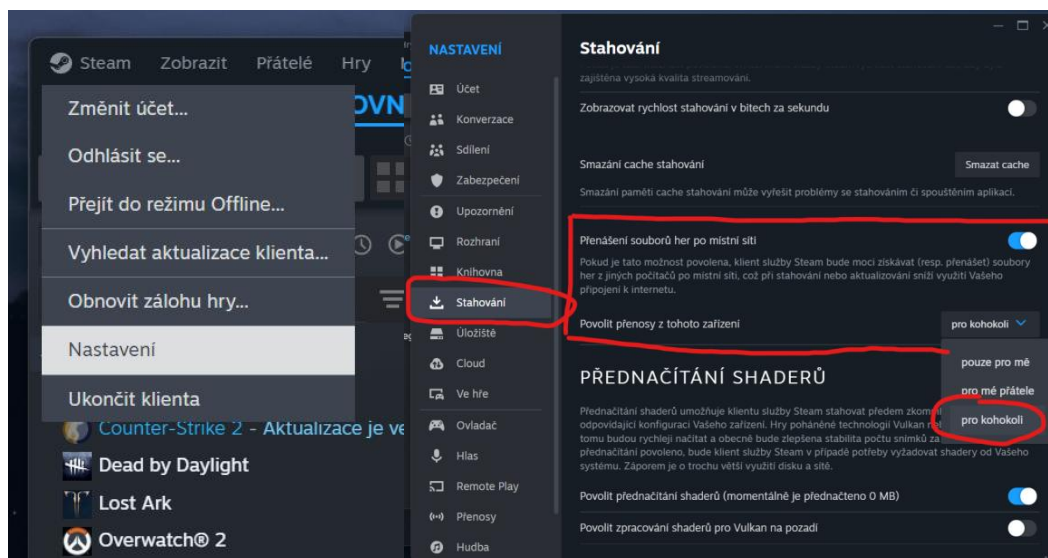 Steam Zobrazit Přátelé Hry
OVN
Změnit účet...
Odhlásit se...
Přejít do režimu Offline...
Vyhledat aktualizace klienta...
Obnovit zálohu hry...
Nastavení
Ukončit klienta
Counter-Strike 2 - Aktualizace je ve
Dead by Daylight
Lost Ark
Overwatch® 2
NASTAVENÍ
Účet
Konverzace
Sdílení
Zabezpečení
Upozornění
Rozhraní
Knihovna
Stahování
Úložiště
Cloud
Ve hře
Ovladač
Hlas
Remote Play
Přenosy
Hudba
Stahování
zajištěna vysoká kvalita streamování.
Zobrazovat rychlost stahování v bitech za sekundu
Smazání cache stahování
Smazat cache
Smazání paměti cache stahování může vyřešit problémy se stahováním či spouštěním aplikací.
Přenášení souborů her po místní síti
Pokud je tato možnost povolena, klient služby Steam bude moci získávat (resp. přenášet) soubory
her z jiných počítačů po místní síti, což při stahování nebo aktualizování sníží využití Vašeho
připojení k internetu.
Povolit přenosy z tohoto zařízení
pro kohokoli
pouze pro mě
pro mé přátele
pro kohokoli
PŘEDNAČÍTÁNÍ SHADERŮ
Přednačítání shaderů umožňuje klientu služby Steam stahovat předem zkom
odpovídající konfiguraci Vašeho zařízení. Hry poháněné technologií Vulkan
tomu budou rychleji načítat a obecně bude zlepšena stabilita počtu snímků za
přednačítání povoleno, bude klient služby Steam v případě potřeby vyžadovat shadery od Vašeho
systému. Záporem je o trochu větší využití disku a sítě.
Povolit přednačítání shaderů (momentálně je přednačteno 0 MB)
Povolit zpracování shaderů pro Vulkan na pozadí